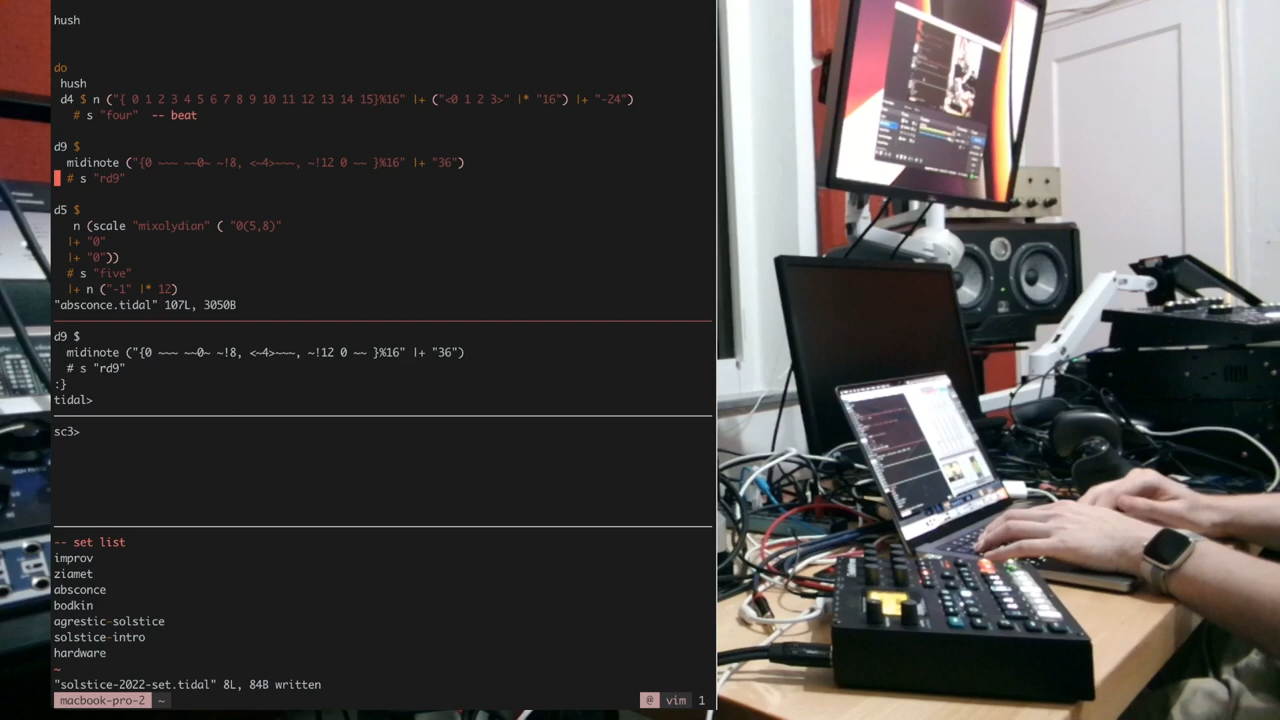 hush
do
hush
d4 $ n ("{ 0 1 2 3 4 5 6 7 8 9 10 11 12 13 14 15}%16" |+ ("<0 1 2 3>" |* "16") |+ "-24")
# s "four"  -- beat
d9 $
midinote ("{0 ~~~ ~~0~ ~!8, <~4>~~~, ~!12 0 ~~ }%16" |+ "36")
# s "rd9"
d5 $
n (scale "mixolydian" ( "0(5,8)"
|+ "0"
|+ "0"))
# s "five"
|+ n ("-1" |* 12)
"absconce.tidal" 107L, 3050B
d9 $
midinote ("{0 ~~~ ~~0~ ~!8, <~4>~~~, ~!12 0 ~~ }%16" |+ "36")
# s "rd9"
:}
tidal>
sc3>
-- set list
improv
ziamet
absconce
bodkin
agrestic-solstice
solstice-intro
hardware
~
"solstice-2022-set.tidal" 8L, 84B written
macbook-pro-2 ~ @ vim 1